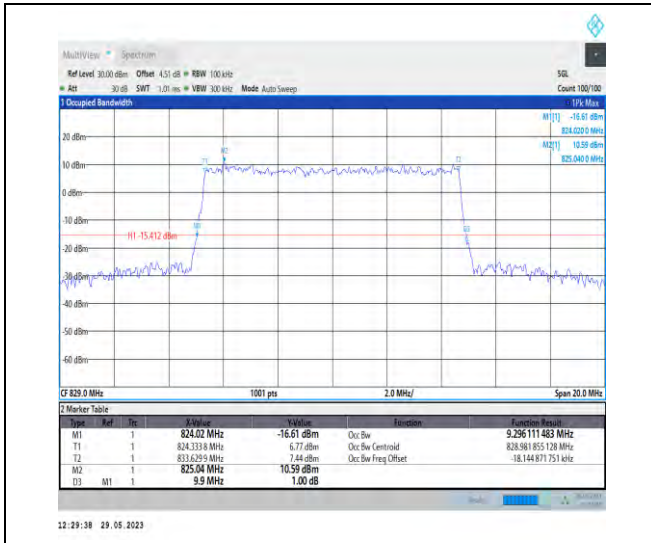 MultiView Spectrum
Ref Level 30.00 dBm Offset 4.51 dB RBW 100 kHz SGL
Att 30 dB SWT 1.01 ms VBW 300 kHz Mode Auto Sweep Count 100/100
1 Occupied Bandwidth 1Pk Max
M1[1] -16.61 dBm
824.020 0 MHz
M2[1] 10.59 dBm
825.040 0 MHz
20 dBm
M2
T1 T2
10 dBm
0 dBm
-10 dBm
H1 -15.412 dBm
-20 dBm
-30 dBm
-40 dBm
-50 dBm
-60 dBm
CF 829.0 MHz 1001 pts 2.0 MHz/ Span 20.0 MHz
2 Marker Table
Type Ref Trc X-Value Y-Value Function Function Result
M1 1 824.02 MHz -16.61 dBm Occ Bw 9.296 111 483 MHz
T1 1 824.333 8 MHz 6.77 dBm Occ Bw Centroid 828.981 855 128 MHz
T2 1 833.629 9 MHz 7.44 dBm Occ Bw Freq Offset -18.144 871 751 kHz
M2 1 825.04 MHz 10.59 dBm
D3 M1 1 9.9 MHz 1.00 dB
12:29:38 29.05.2023